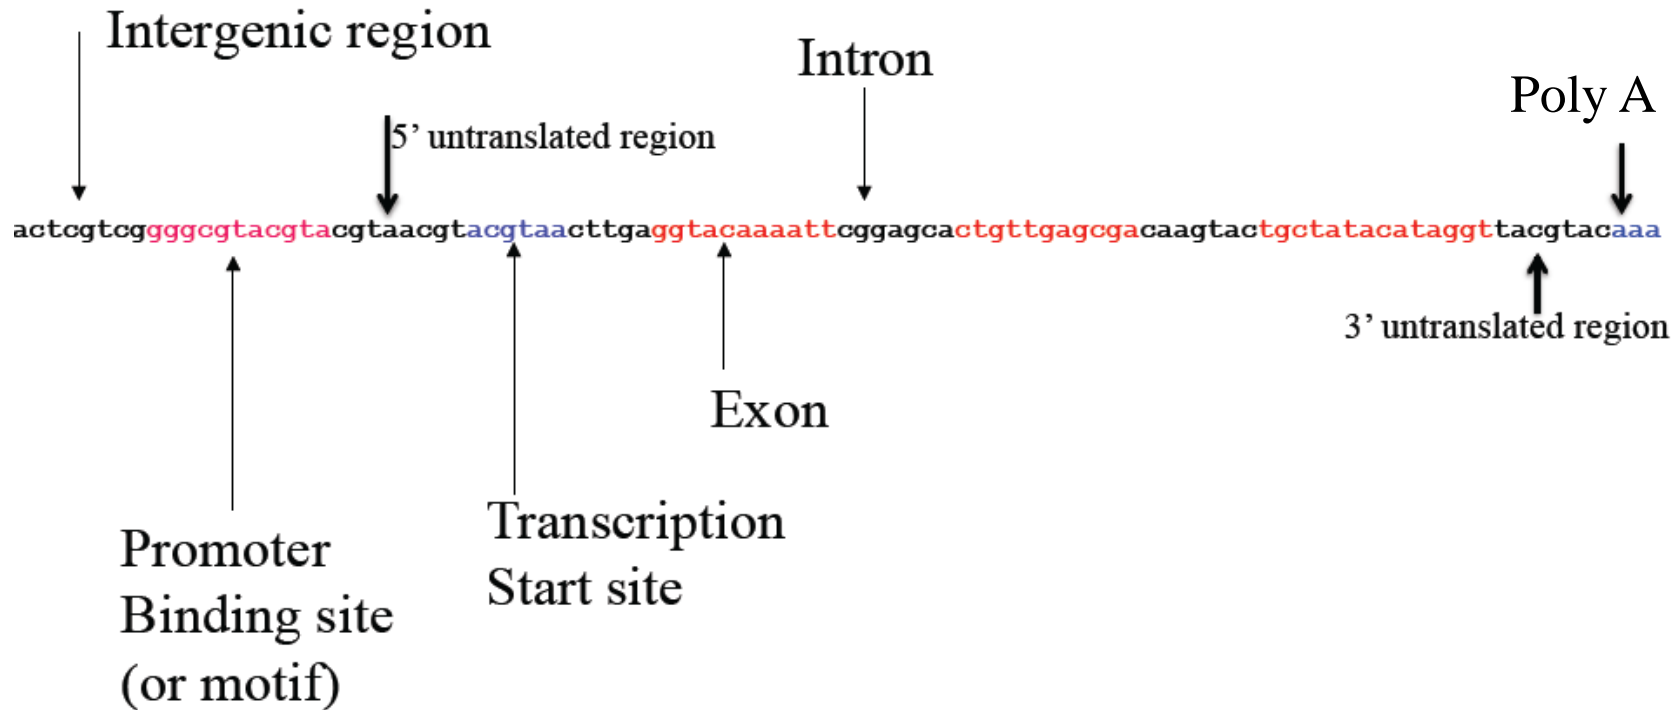 Intergenic region
Intron
Poly A
5’ untranslated region
actcgtcggggcgtacgtacgtaacgtacgtaacttgaggtacaaaattcggagcactgttgagcgacaagtactgctatacataggttacgtacaaa
3’ untranslated region
Exon
Transcription
Start site
Promoter
Binding site
(or motif)